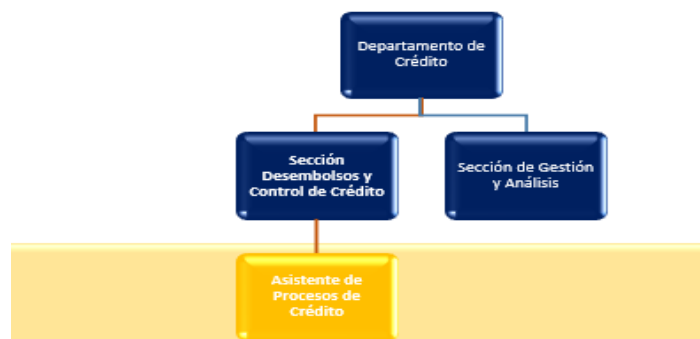 Departamento de
Crédito
Sección
Desembolsos y
Control de Crédito
Sección de Gestión
y Análisis
Asistente de
Procesos de
Crédito